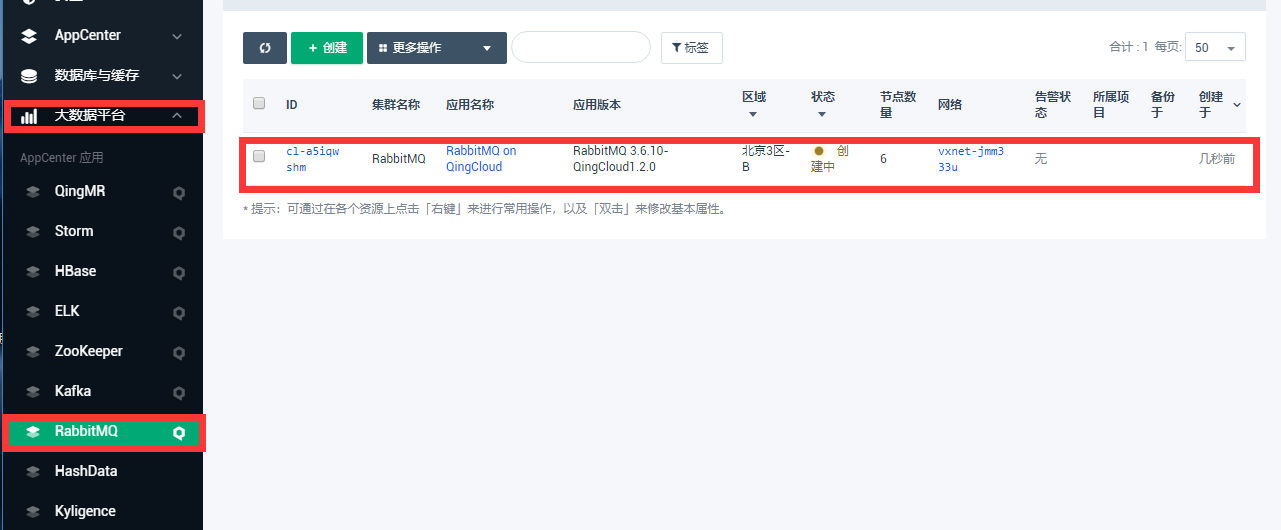 AppCenter
数据库与缓存
大数据平台
AppCenter 应用
QingMR
Storm
HBase
ELK
ZooKeeper
Kafka
RabbitMQ
HashData
Kyligence
+ 创建
更多操作
标签
合计 : 1 每页: 50
ID
集群名称
应用名称
应用版本
区域
状态
节点数
量
网络
告警状
态
所属项
目
备份
于
创建
于
cl-a5iqw
shm
RabbitMQ
RabbitMQ on
QingCloud
RabbitMQ 3.6.10-
QingCloud1.2.0
北京3区-
B
创
建中
6
vxnet-jmm3
33u
无
几秒前
* 提示：可通过在各个资源上点击「右键」来进行常用操作，以及「双击」来修改基本属性。